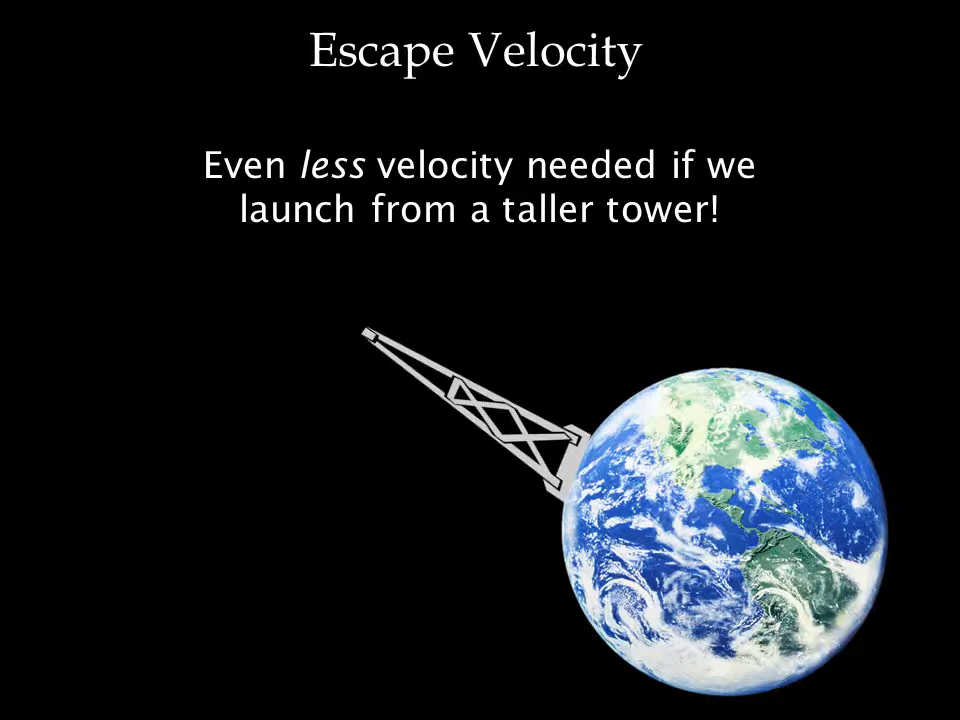 Escape Velocity
Even less velocity needed if we
launch from a taller tower!